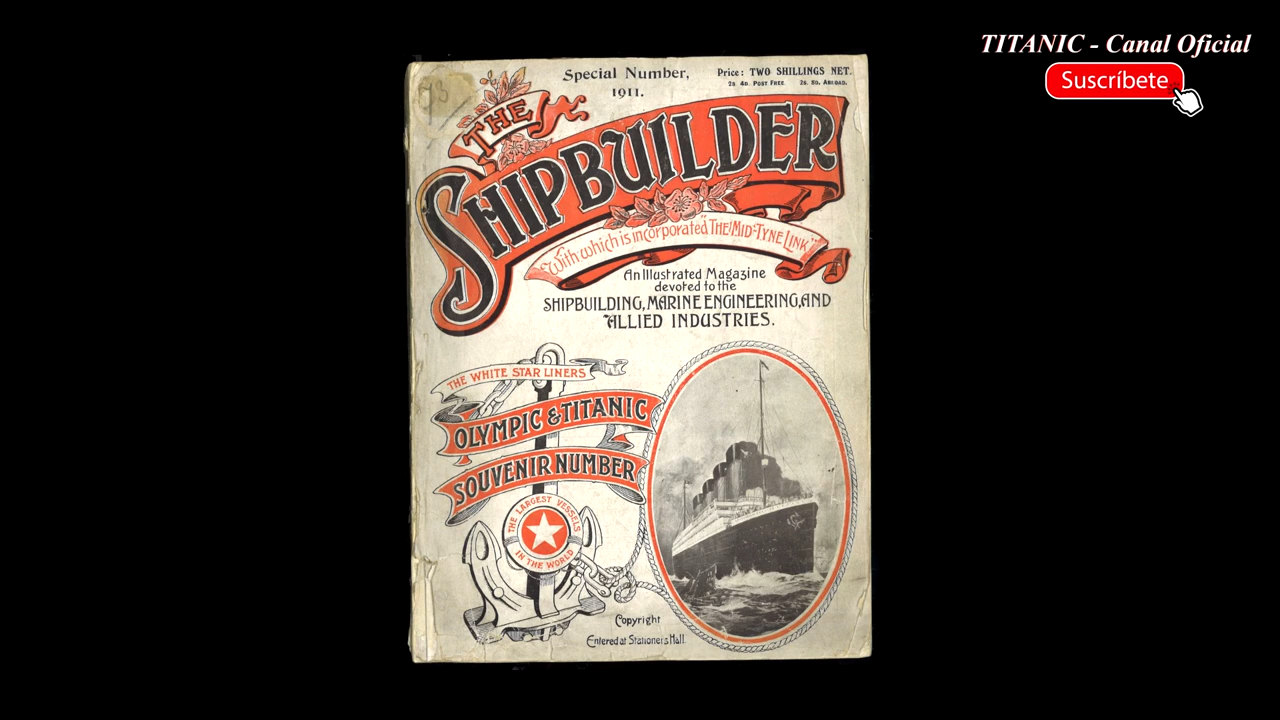 TITANIC - Canal Oficial
Suscríbete
Special Number,
1911.
Price: TWO SHILLINGS NET.
2s. 4d. Post Free. 2s. 8d. Abroad.
73
THE
SHIPBUILDER
With which is incorporated "THE MID-TYNE LINK"
An Illustrated Magazine
devoted to the
SHIPBUILDING, MARINE ENGINEERING, AND
ALLIED INDUSTRIES.
THE WHITE STAR LINERS
OLYMPIC & TITANIC
SOUVENIR NUMBER
THE LARGEST VESSELS
IN THE WORLD
Copyright
Entered at Stationers Hall.